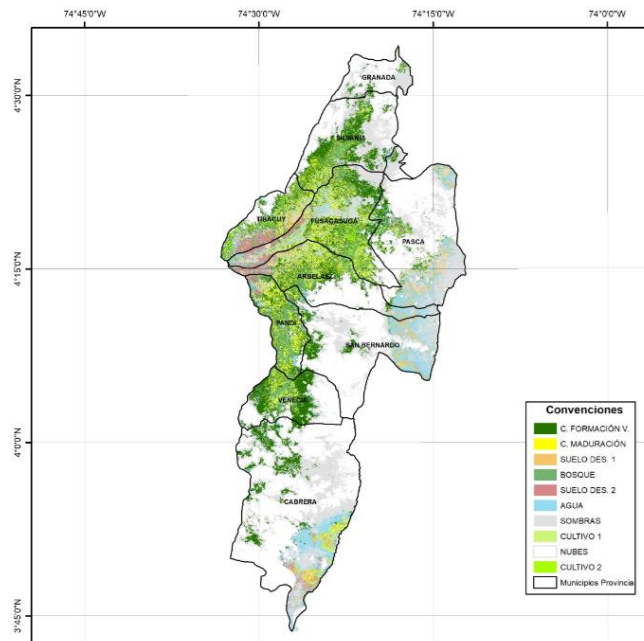 74°45'0"W 74°30'0"W 74°15'0"W 74°0'0"W
4°30'0"N
4°15'0"N
4°0'0"N
3°45'0"N
GRANADA
SILVANIA
TIBACUY
FUSAGASUGA
PASCA
ARBELAEZ
PANDI
SAN BERNARDO
VENECIA
CABRERA
Convenciones
C. FORMACIÓN V.
C. MADURACIÓN
SUELO DES. 1
BOSQUE
SUELO DES. 2
AGUA
SOMBRAS
CULTIVO 1
NUBES
CULTIVO 2
Municipios Provincia